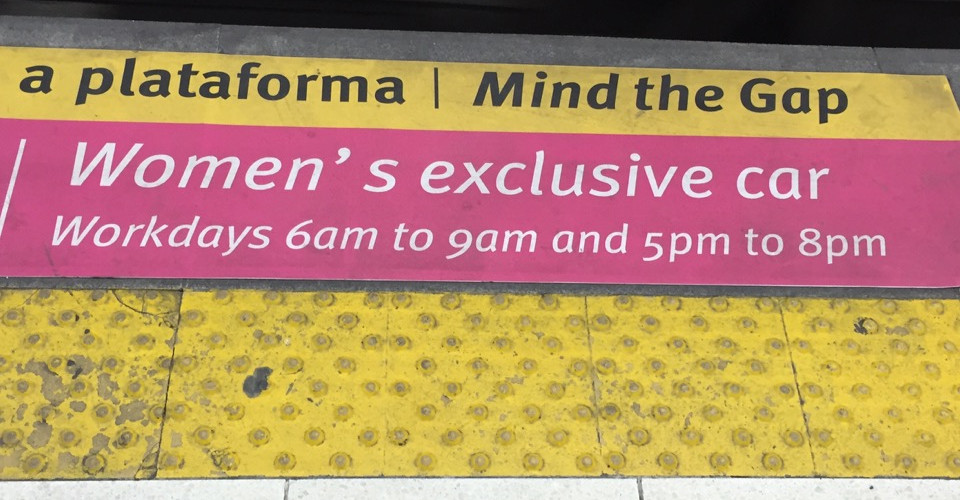 a plataforma | Mind the Gap
Women's exclusive car
Workdays 6am to 9am and 5pm to 8pm